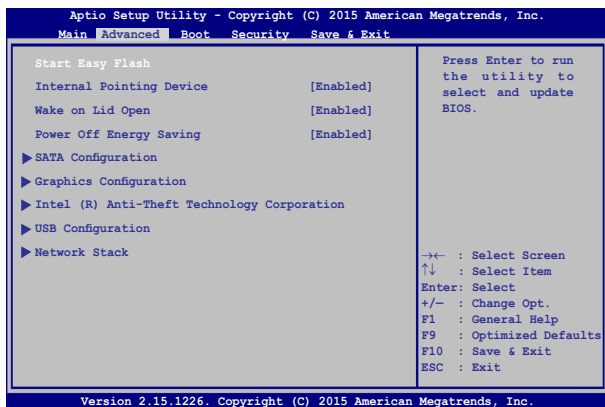 Aptio Setup Utility - Copyright (C) 2015 American Megatrends, Inc.
Main Advanced Boot Security Save & Exit
Start Easy Flash
Internal Pointing Device [Enabled]
Wake on Lid Open [Enabled]
Power Off Energy Saving [Enabled]
SATA Configuration
Graphics Configuration
Intel (R) Anti-Theft Technology Corporation
USB Configuration
Network Stack
Press Enter to run
the utility to
select and update
BIOS.
→← : Select Screen
↑↓ : Select Item
Enter: Select
+/— : Change Opt.
F1 : General Help
F9 : Optimized Defaults
F10 : Save & Exit
ESC : Exit
Version 2.15.1226. Copyright (C) 2015 American Megatrends, Inc.